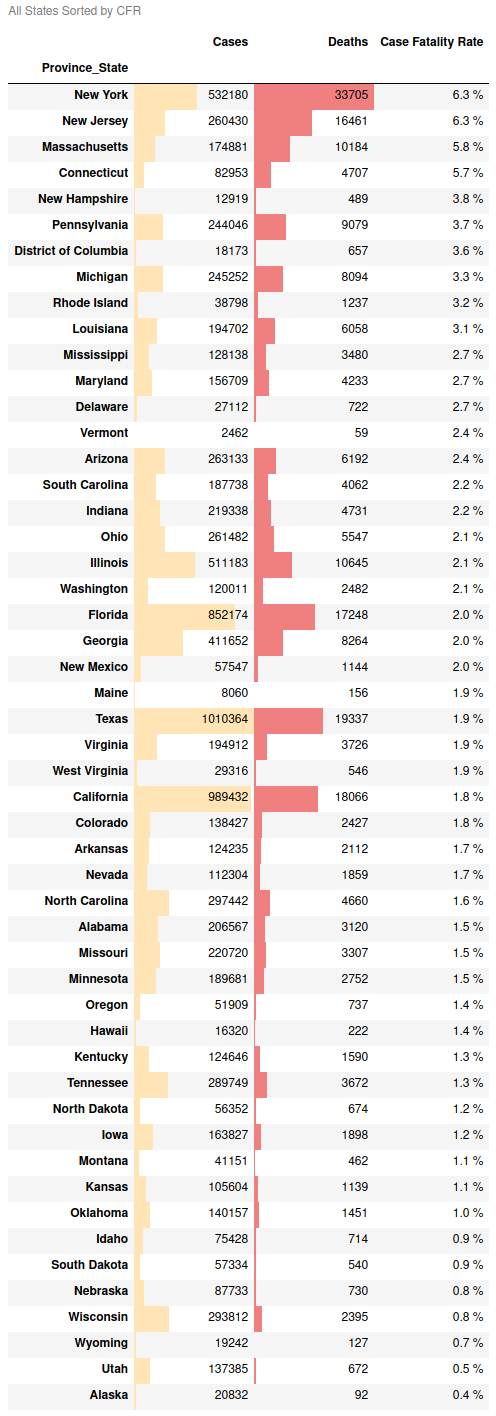 All States Sorted by CFR
Cases Deaths Case Fatality Rate
Province_State
New York 532180 33705 6.3 %
New Jersey 260430 16461 6.3 %
Massachusetts 174881 10184 5.8 %
Connecticut 82953 4707 5.7 %
New Hampshire 12919 489 3.8 %
Pennsylvania 244046 9079 3.7 %
District of Columbia 18173 657 3.6 %
Michigan 245252 8094 3.3 %
Rhode Island 38798 1237 3.2 %
Louisiana 194702 6058 3.1 %
Mississippi 128138 3480 2.7 %
Maryland 156709 4233 2.7 %
Delaware 27112 722 2.7 %
Vermont 2462 59 2.4 %
Arizona 263133 6192 2.4 %
South Carolina 187738 4062 2.2 %
Indiana 219338 4731 2.2 %
Ohio 261482 5547 2.1 %
Illinois 511183 10645 2.1 %
Washington 120011 2482 2.1 %
Florida 852174 17248 2.0 %
Georgia 411652 8264 2.0 %
New Mexico 57547 1144 2.0 %
Maine 8060 156 1.9 %
Texas 1010364 19337 1.9 %
Virginia 194912 3726 1.9 %
West Virginia 29316 546 1.9 %
California 989432 18066 1.8 %
Colorado 138427 2427 1.8 %
Arkansas 124235 2112 1.7 %
Nevada 112304 1859 1.7 %
North Carolina 297442 4660 1.6 %
Alabama 206567 3120 1.5 %
Missouri 220720 3307 1.5 %
Minnesota 189681 2752 1.5 %
Oregon 51909 737 1.4 %
Hawaii 16320 222 1.4 %
Kentucky 124646 1590 1.3 %
Tennessee 289749 3672 1.3 %
North Dakota 56352 674 1.2 %
Iowa 163827 1898 1.2 %
Montana 41151 462 1.1 %
Kansas 105604 1139 1.1 %
Oklahoma 140157 1451 1.0 %
Idaho 75428 714 0.9 %
South Dakota 57334 540 0.9 %
Nebraska 87733 730 0.8 %
Wisconsin 293812 2395 0.8 %
Wyoming 19242 127 0.7 %
Utah 137385 672 0.5 %
Alaska 20832 92 0.4 %